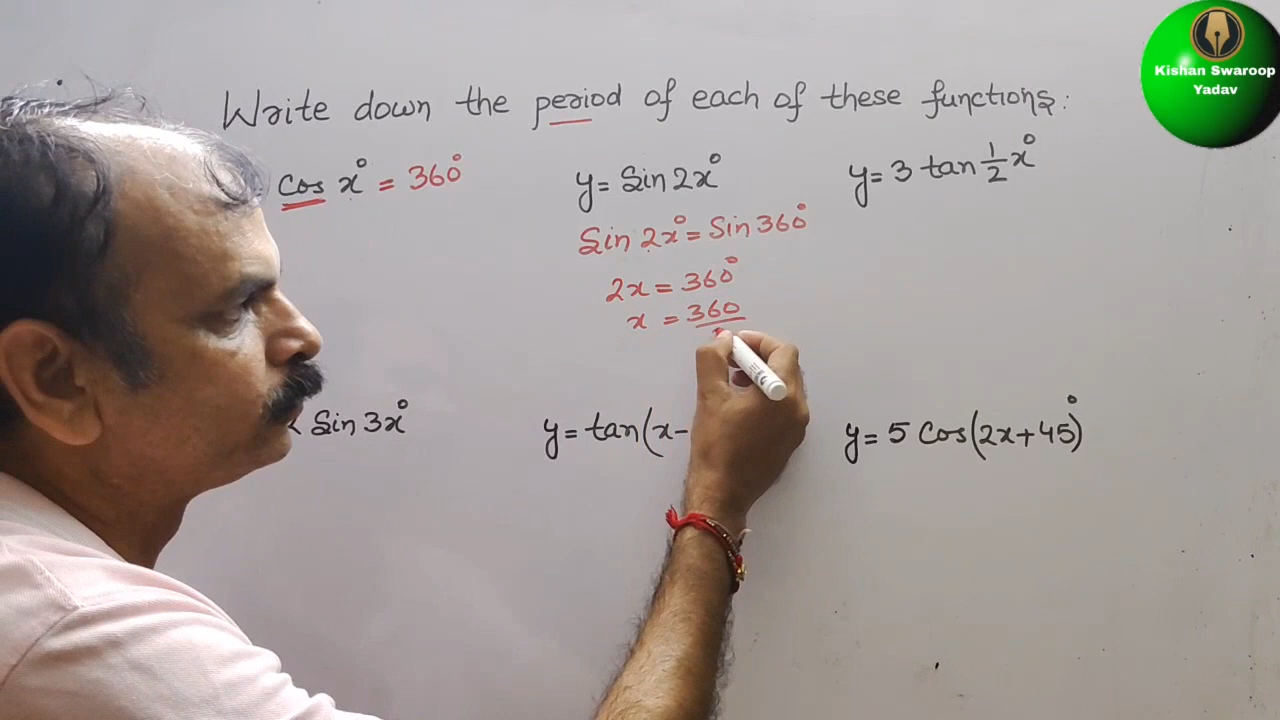 Kishan Swaroop
Yadav
Write down the period of each of these functions:
cos x° = 360°
y = Sin 2x°
Sin 2x° = Sin 360°
2x = 360°
x = 360
y = 3 tan 1/2 x°
Sin 3x°
y = tan(x-
y = 5 cos(2x+45)°